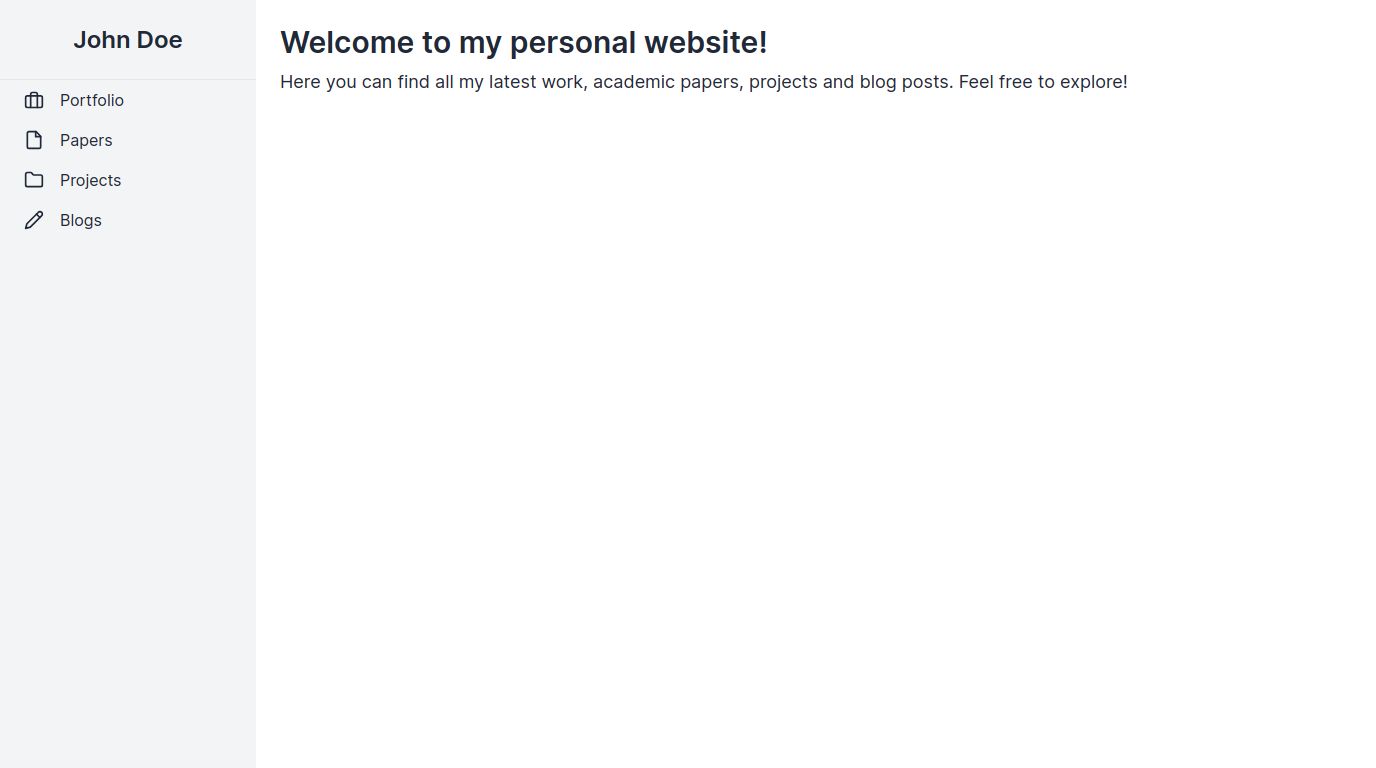 John Doe
Portfolio
Papers
Projects
Blogs
Welcome to my personal website!
Here you can find all my latest work, academic papers, projects and blog posts. Feel free to explore!